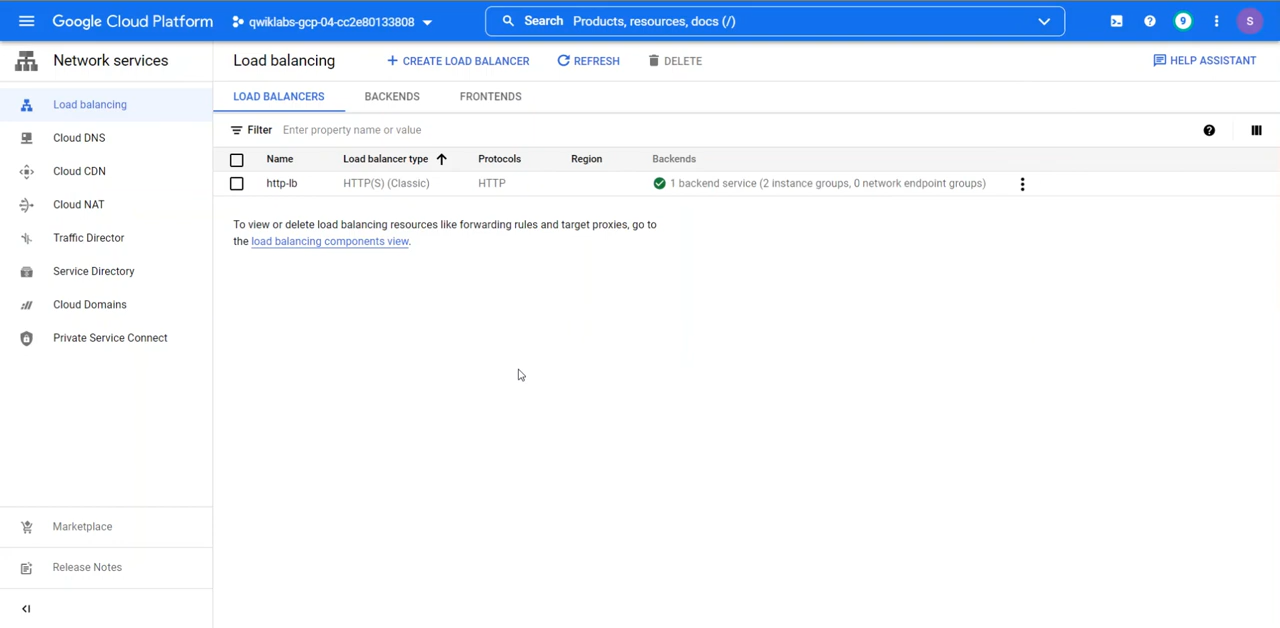 Google Cloud Platform qwiklabs-gcp-04-cc2e80133808 Search Products, resources, docs (/) 9 S
Network services Load balancing CREATE LOAD BALANCER REFRESH DELETE HELP ASSISTANT
Load balancing
Cloud DNS
Cloud CDN
Cloud NAT
Traffic Director
Service Directory
Cloud Domains
Private Service Connect
Marketplace
Release Notes
LOAD BALANCERS BACKENDS FRONTENDS
Filter Enter property name or value
Name Load balancer type Protocols Region Backends
http-lb HTTP(S) (Classic) HTTP 1 backend service (2 instance groups, 0 network endpoint groups)
To view or delete load balancing resources like forwarding rules and target proxies, go to
the load balancing components view.